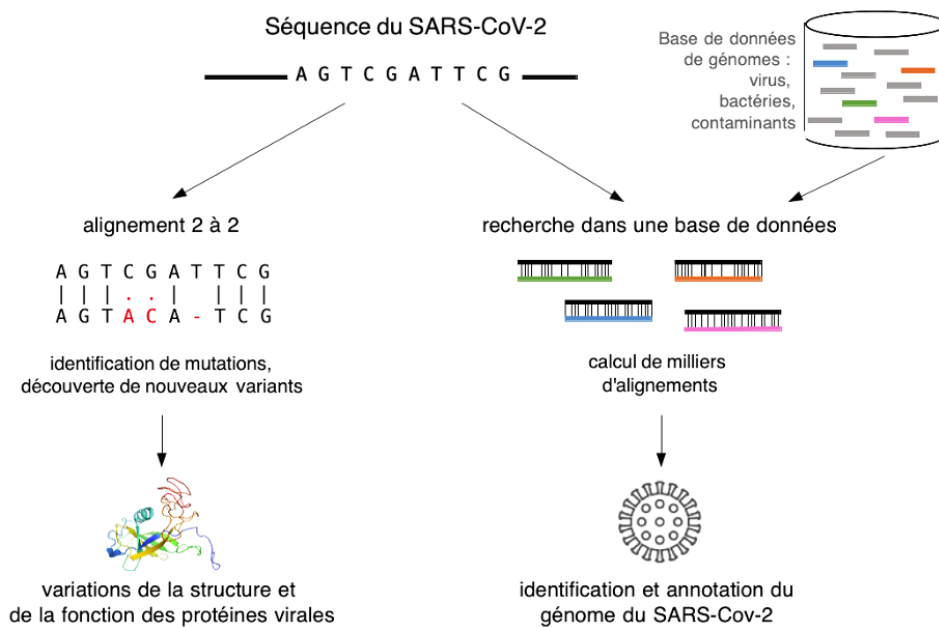 Séquence du SARS-CoV-2
A G T C G A T T C G
Base de données
de génomes :
virus,
bactéries,
contaminants
alignement 2 à 2
A G T C G A T T C G
| | | . . |   | | |
A G T A C A - T C G
identification de mutations,
découverte de nouveaux variants
variations de la structure et
de la fonction des protéines virales
recherche dans une base de données
calcul de milliers
d'alignements
identification et annotation du
génome du SARS-Cov-2